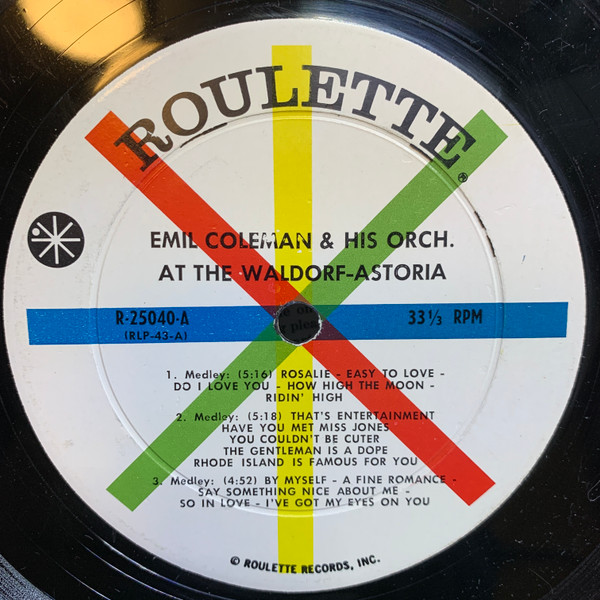 ROULETTE®
EMIL COLEMAN & HIS ORCH.
AT THE WALDORF-ASTORIA
R-25040-A 33⅓ RPM
(RLP-43-A)
1. Medley: (5:16) ROSALIE - EASY TO LOVE -
DO I LOVE YOU - HOW HIGH THE MOON -
RIDIN' HIGH
2. Medley: (5:18) THAT'S ENTERTAINMENT
HAVE YOU MET MISS JONES
YOU COULDN'T BE CUTER
THE GENTLEMAN IS A DOPE
RHODE ISLAND IS FAMOUS FOR YOU
3. Medley: (4:52) BY MYSELF - A FINE ROMANCE -
SAY SOMETHING NICE ABOUT ME -
SO IN LOVE - I'VE GOT MY EYES ON YOU
© ROULETTE RECORDS, INC.